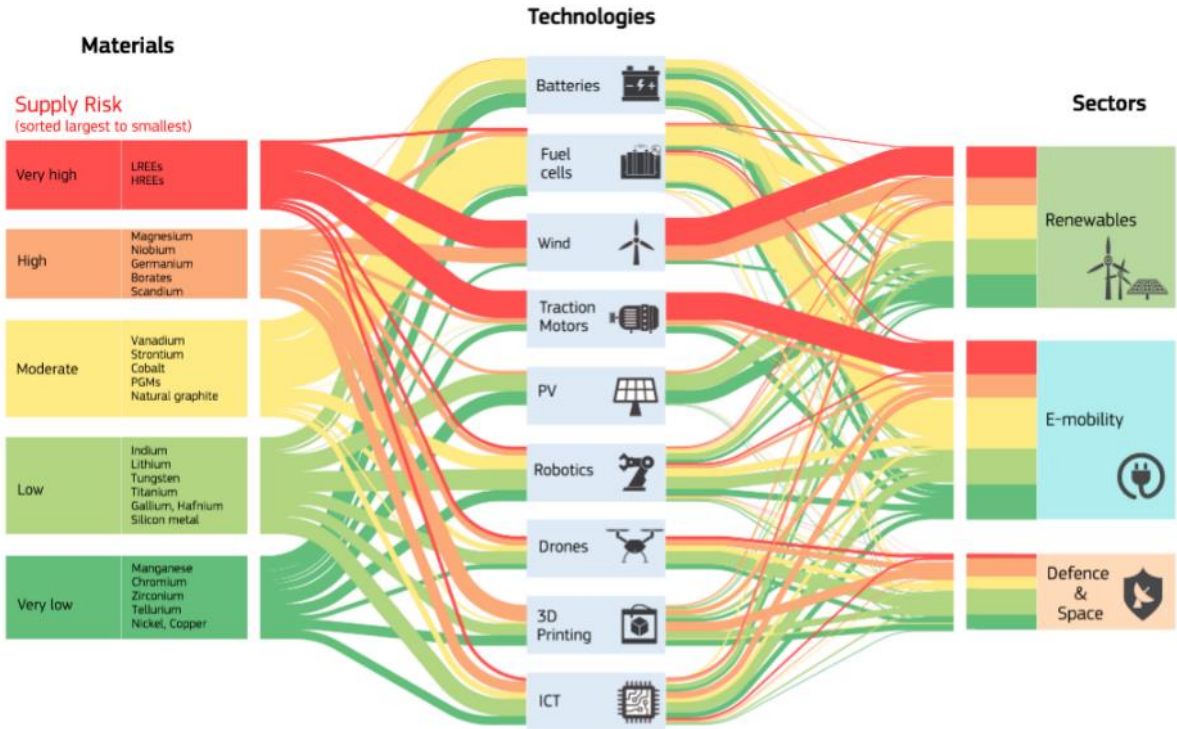 Technologies
Materials
Supply Risk
(sorted largest to smallest)
Very high
LREEs
HREEs
High
Magnesium
Niobium
Germanium
Borates
Scandium
Moderate
Vanadium
Strontium
Cobalt
PGMs
Natural graphite
Low
Indium
Lithium
Tungsten
Titanium
Gallium, Hafnium
Silicon metal
Very low
Manganese
Chromium
Zirconium
Tellurium
Nickel, Copper
Batteries
Fuel
cells
Wind
Traction
Motors
PV
Robotics
Drones
3D
Printing
ICT
Sectors
Renewables
E-mobility
Defence
&
Space